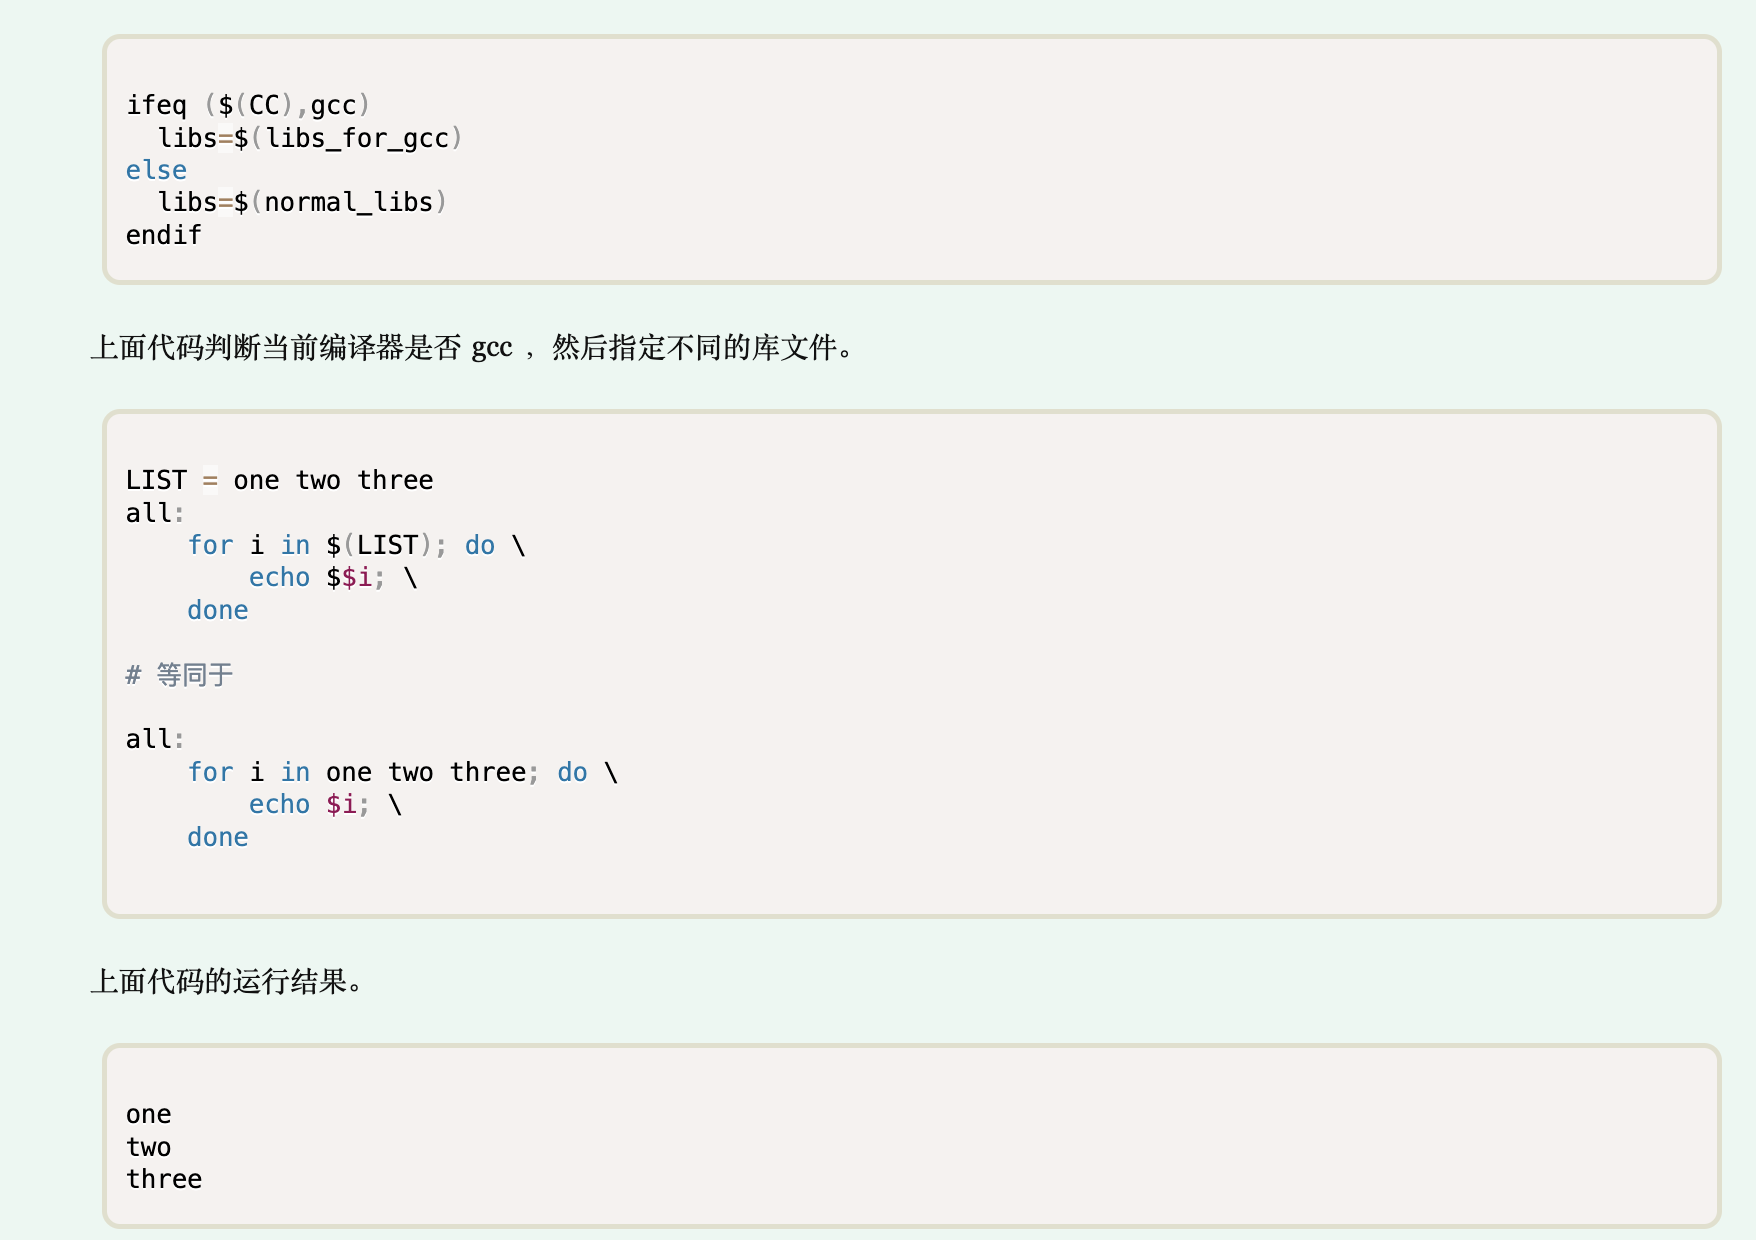 ifeq ($(CC),gcc)
  libs=$(libs_for_gcc)
else
  libs=$(normal_libs)
endif
上面代码判断当前编译器是否 gcc ，然后指定不同的库文件。
LIST = one two three
all:
    for i in $(LIST); do \
        echo $$i; \
    done
# 等同于
all:
    for i in one two three; do \
        echo $i; \
    done
上面代码的运行结果。
one
two
three